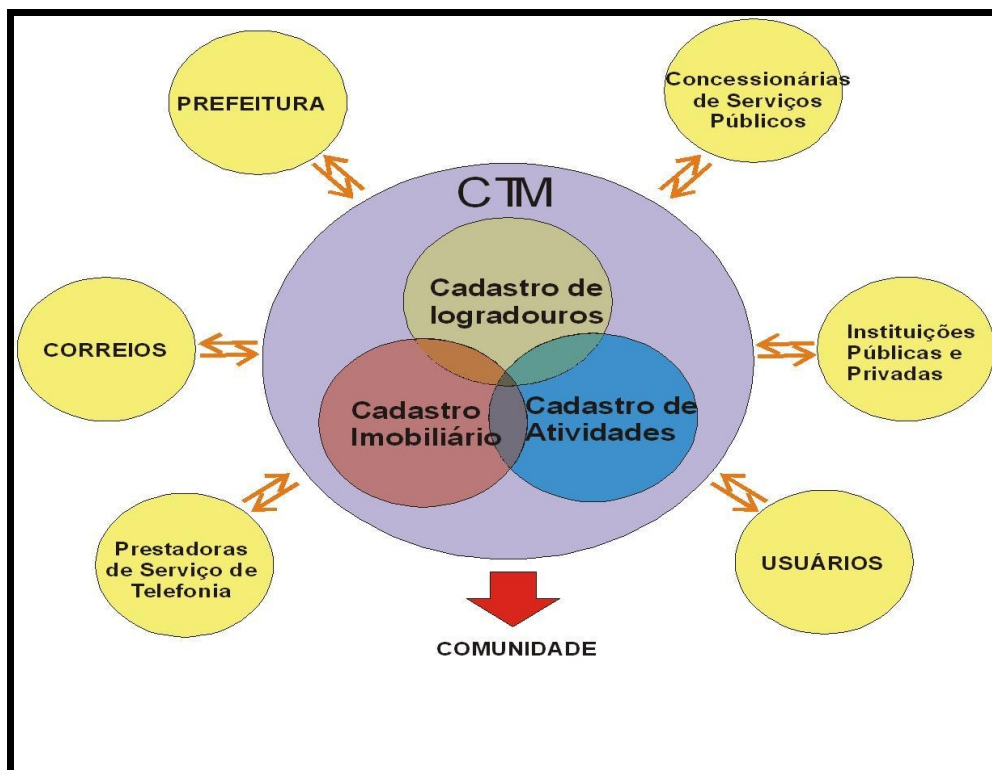 PREFEITURA
Concessionárias
de Serviços
Públicos
CTM
Cadastro de
logradouros
CORREIOS
Instituições
Públicas e
Privadas
Cadastro
Imobiliário
Cadastro de
Atividades
Prestadoras
de Serviço de
Telefonia
USUÁRIOS
COMUNIDADE